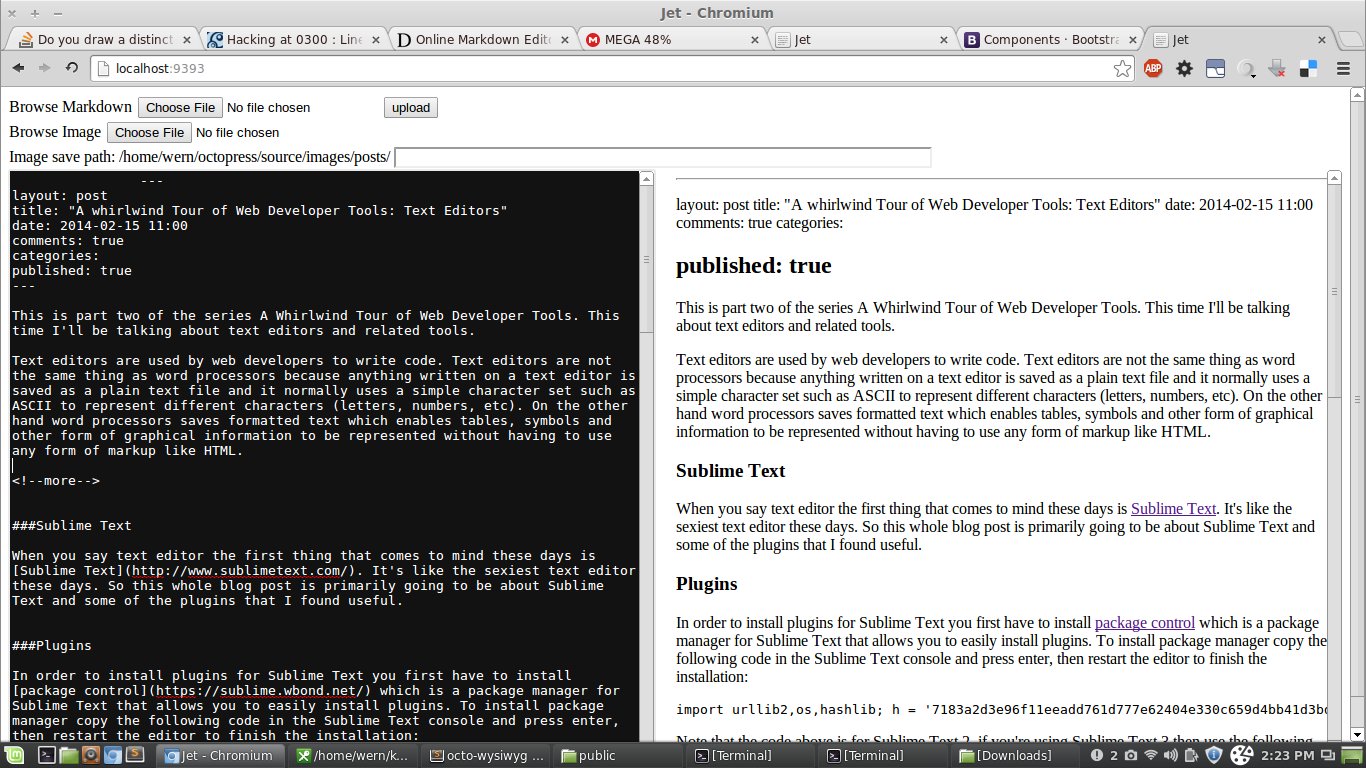 Jet - Chromium
Do you draw a distinct
Hacking at 0300 : Line
Online Markdown Edito
MEGA 48%
Jet
Components · Bootstra
Jet
localhost:9393
ABP
Browse Markdown Choose File No file chosen upload
Browse Image Choose File No file chosen
Image save path: /home/wern/octopress/source/images/posts/
---
layout: post
title: "A whirlwind Tour of Web Developer Tools: Text Editors"
date: 2014-02-15 11:00
comments: true
categories:
published: true
---
This is part two of the series A Whirlwind Tour of Web Developer Tools. This
time I'll be talking about text editors and related tools.
Text editors are used by web developers to write code. Text editors are not
the same thing as word processors because anything written on a text editor is
saved as a plain text file and it normally uses a simple character set such as
ASCII to represent different characters (letters, numbers, etc). On the other
hand word processors saves formatted text which enables tables, symbols and
other form of graphical information to be represented without having to use
any form of markup like HTML.
<!--more-->
###Sublime Text
When you say text editor the first thing that comes to mind these days is
[Sublime Text](http://www.sublimetext.com/). It's like the sexiest text editor
these days. So this whole blog post is primarily going to be about Sublime
Text and some of the plugins that I found useful.
###Plugins
In order to install plugins for Sublime Text you first have to install
[package control](https://sublime.wbond.net/) which is a package manager for
Sublime Text that allows you to easily install plugins. To install package
manager copy the following code in the Sublime Text console and press enter,
then restart the editor to finish the installation:
layout: post title: "A whirlwind Tour of Web Developer Tools: Text Editors" date: 2014-02-15 11:00
comments: true categories:
published: true
This is part two of the series A Whirlwind Tour of Web Developer Tools. This time I'll be talking
about text editors and related tools.
Text editors are used by web developers to write code. Text editors are not the same thing as word
processors because anything written on a text editor is saved as a plain text file and it normally uses a
simple character set such as ASCII to represent different characters (letters, numbers, etc). On the other
hand word processors saves formatted text which enables tables, symbols and other form of graphical
information to be represented without having to use any form of markup like HTML.
Sublime Text
When you say text editor the first thing that comes to mind these days is Sublime Text. It's like the
sexiest text editor these days. So this whole blog post is primarily going to be about Sublime Text and
some of the plugins that I found useful.
Plugins
In order to install plugins for Sublime Text you first have to install package control which is a package
manager for Sublime Text that allows you to easily install plugins. To install package manager copy the
following code in the Sublime Text console and press enter, then restart the editor to finish the
installation:
import urllib2,os,hashlib; h = '7183a2d3e96f11eeadd761d777e62404e330c659d4bb41d3bd
Note that the code above is for Sublime Text 2, if you're using Sublime Text 3 then use the following
Jet - Chromium
/home/wern/k...
octo-wysiwyg ...
public
[Terminal]
[Terminal]
[Downloads]
2
2:23 PM